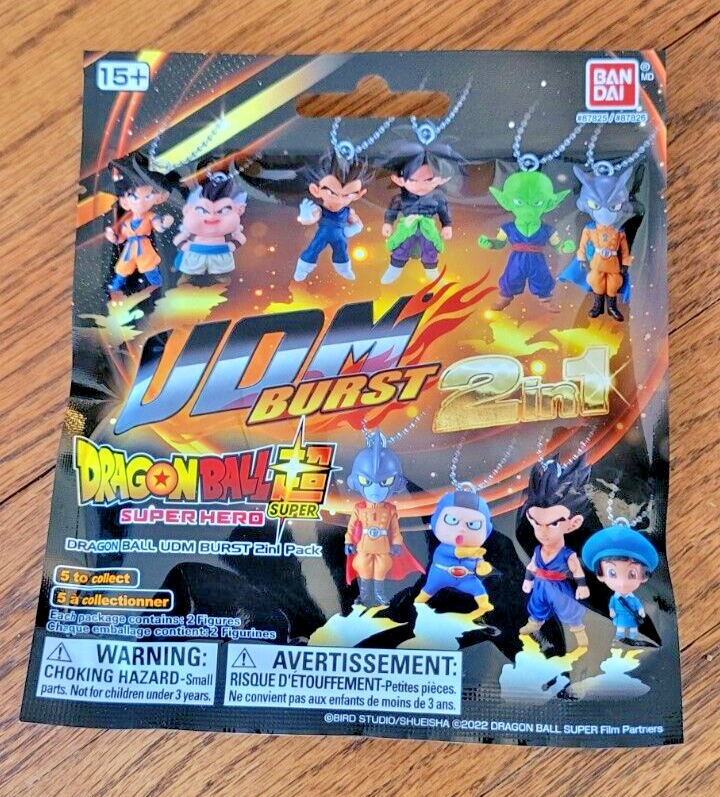 15+
BAN
DAI
® MD
#87825 / #87826
UDM
BURST
2in1
DRAGON BALL 超
SUPER
SUPER HERO
DRAGON BALL UDM BURST 2in1 Pack
5 to collect
5 à collectionner
Each package contains: 2 Figures
Chaque emballage contient: 2 Figurines
WARNING:
CHOKING HAZARD-Small
parts. Not for children under 3 years.
AVERTISSEMENT:
RISQUE D'ÉTOUFFEMENT-Petites pièces.
Ne convient pas aux enfants de moins de 3 ans.
©BIRD STUDIO/SHUEISHA ©2022 DRAGON BALL SUPER Film Partners